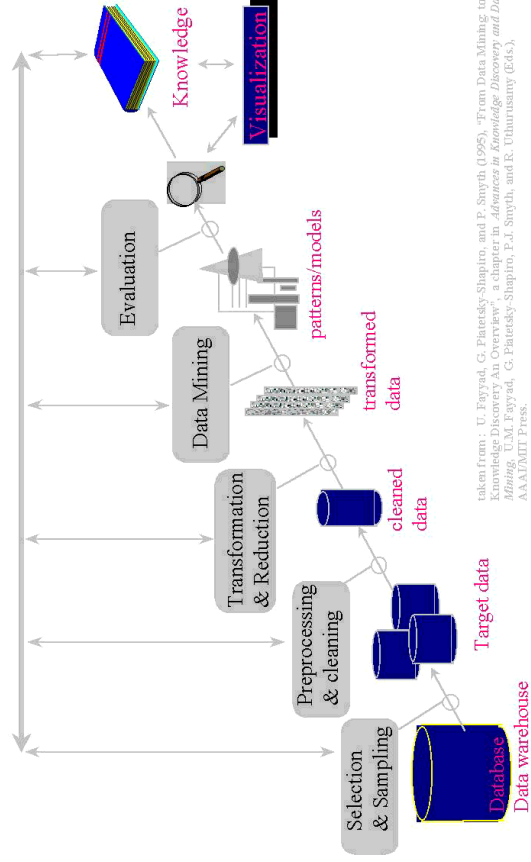 Selection
& Sampling
Preprocessing
& cleaning
Transformation
& Reduction
Data Mining
Evaluation
Database
Data warehouse
Target data
cleaned
data
transformed
data
patterns/models
Knowledge
Visualization
taken from : U. Fayyad, G. Piatetsky-Shapiro, and P. Smyth (1995), "From Data Mining to
Knowledge Discovery An Overview", a chapter in Advances in Knowledge Discovery and Da
Mining, U.M. Fayyad, G. Piatetsky-Shapiro, P.J. Smyth, and R. Uthurusamy (Eds.),
AAAI/MIT Press.